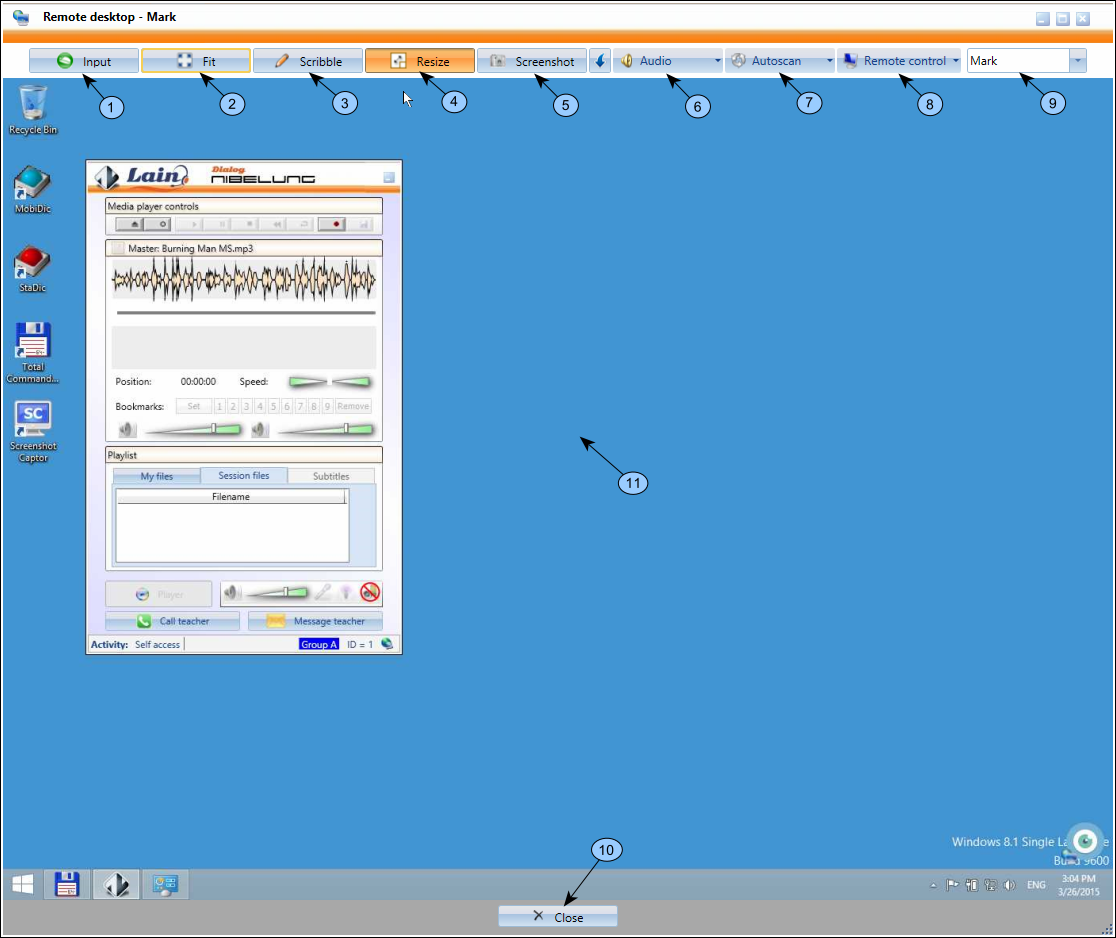 Remote desktop - Mark
Input
Fit
Scribble
Resize
Screenshot
Audio
Autoscan
Remote control
Mark
1
2
3
4
5
6
7
8
9
Recycle Bin
MobiDic
StaDic
Total
Command...
SC
Screenshot
Captor
Lain
Dialog
NIBELUNG
Media player controls
Master: Burning Man MS.mp3
Position: 00:00:00 Speed:
Bookmarks: Set 1 2 3 4 5 6 7 8 9 Remove
Playlist
My files Session files Subtitles
Filename
Player
Call teacher Message teacher
Activity: Self access Group A ID = 1
11
10
Windows 8.1 Single
Build 9600
ENG
3:04 PM
3/26/2015
Close